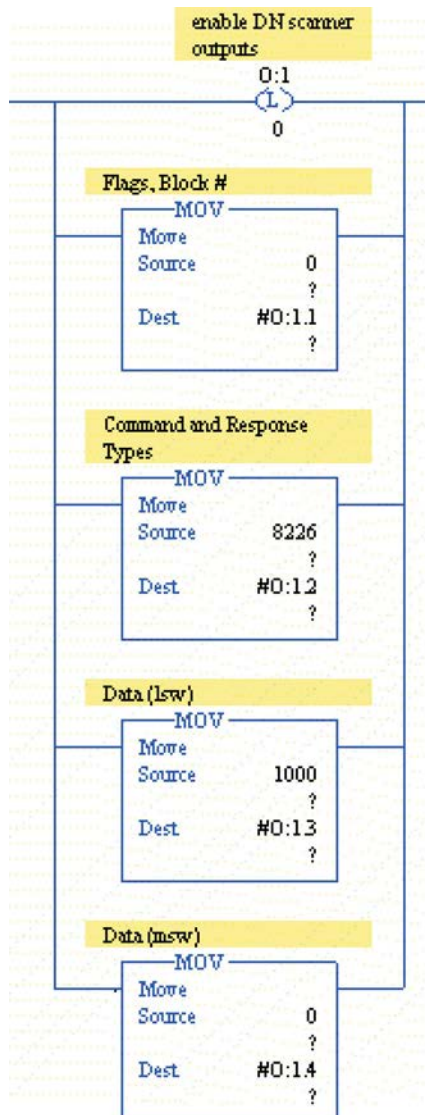 enable DN scanner
outputs
O:1
(L)
0
Flags, Block #
MOV
Move
Source 0
?
Dest #O:1.1
?
Command and Response
Types
MOV
Move
Source 8226
?
Dest #O:1.2
?
Data (lsw)
MOV
Move
Source 1000
?
Dest #O:1.3
?
Data (msw)
MOV
Move
Source 0
?
Dest #O:1.4
?